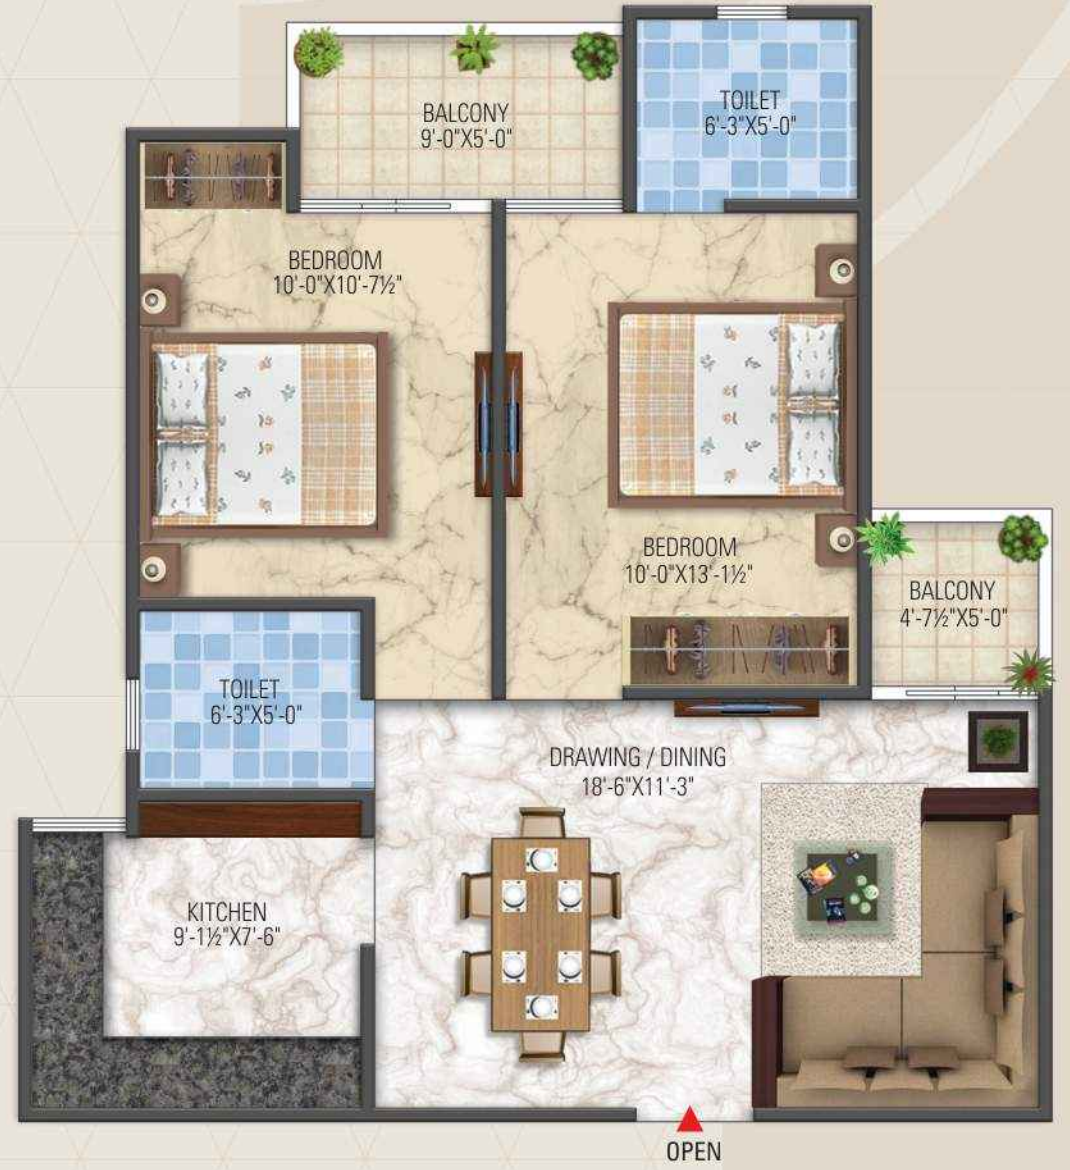 BALCONY
9'-0"X5'-0"
TOILET
6'-3"X5'-0"
BEDROOM
10'-0"X10'-7½"
BEDROOM
10'-0"X13'-1½"
BALCONY
4'-7½"X5'-0"
TOILET
6'-3"X5'-0"
DRAWING / DINING
18'-6"X11'-3"
KITCHEN
9'-1½"X7'-6"
OPEN